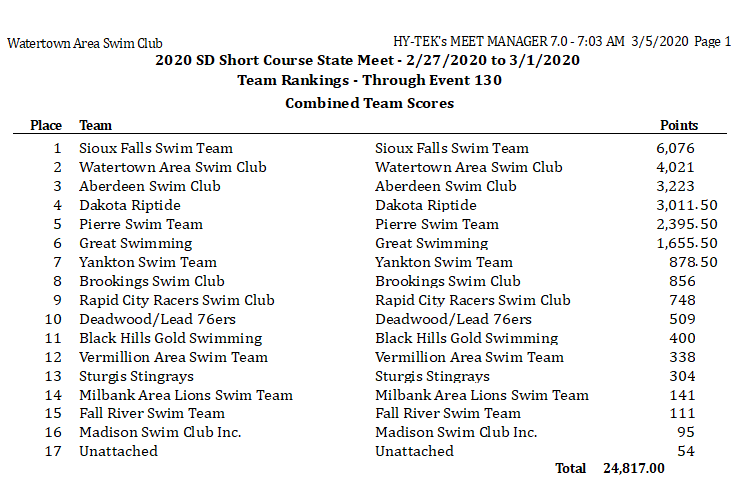 Watertown Area Swim Club HY-TEK's MEET MANAGER 7.0 - 7:03 AM 3/5/2020 Page 1
2020 SD Short Course State Meet - 2/27/2020 to 3/1/2020
Team Rankings - Through Event 130
Combined Team Scores
Place Team Points
1 Sioux Falls Swim Team Sioux Falls Swim Team 6,076
2 Watertown Area Swim Club Watertown Area Swim Club 4,021
3 Aberdeen Swim Club Aberdeen Swim Club 3,223
4 Dakota Riptide Dakota Riptide 3,011.50
5 Pierre Swim Team Pierre Swim Team 2,395.50
6 Great Swimming Great Swimming 1,655.50
7 Yankton Swim Team Yankton Swim Team 878.50
8 Brookings Swim Club Brookings Swim Club 856
9 Rapid City Racers Swim Club Rapid City Racers Swim Club 748
10 Deadwood/Lead 76ers Deadwood/Lead 76ers 509
11 Black Hills Gold Swimming Black Hills Gold Swimming 400
12 Vermillion Area Swim Team Vermillion Area Swim Team 338
13 Sturgis Stingrays Sturgis Stingrays 304
14 Milbank Area Lions Swim Team Milbank Area Lions Swim Team 141
15 Fall River Swim Team Fall River Swim Team 111
16 Madison Swim Club Inc. Madison Swim Club Inc. 95
17 Unattached Unattached 54
Total 24,817.00